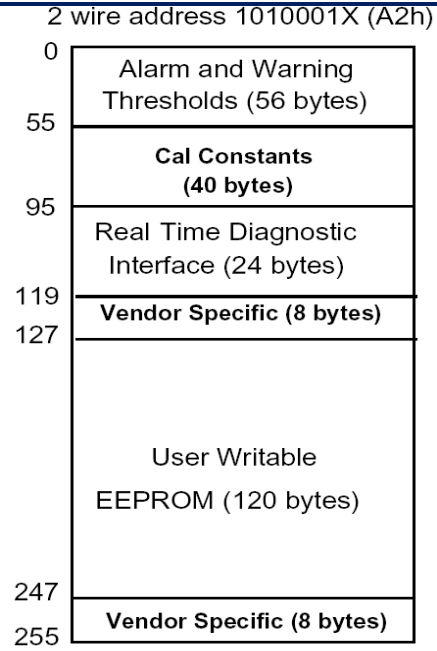 2 wire address 1010001X (A2h)
0
Alarm and Warning
Thresholds (56 bytes)
55
Cal Constants
(40 bytes)
95
Real Time Diagnostic
Interface (24 bytes)
119
Vendor Specific (8 bytes)
127
User Writable
EEPROM (120 bytes)
247
Vendor Specific (8 bytes)
255